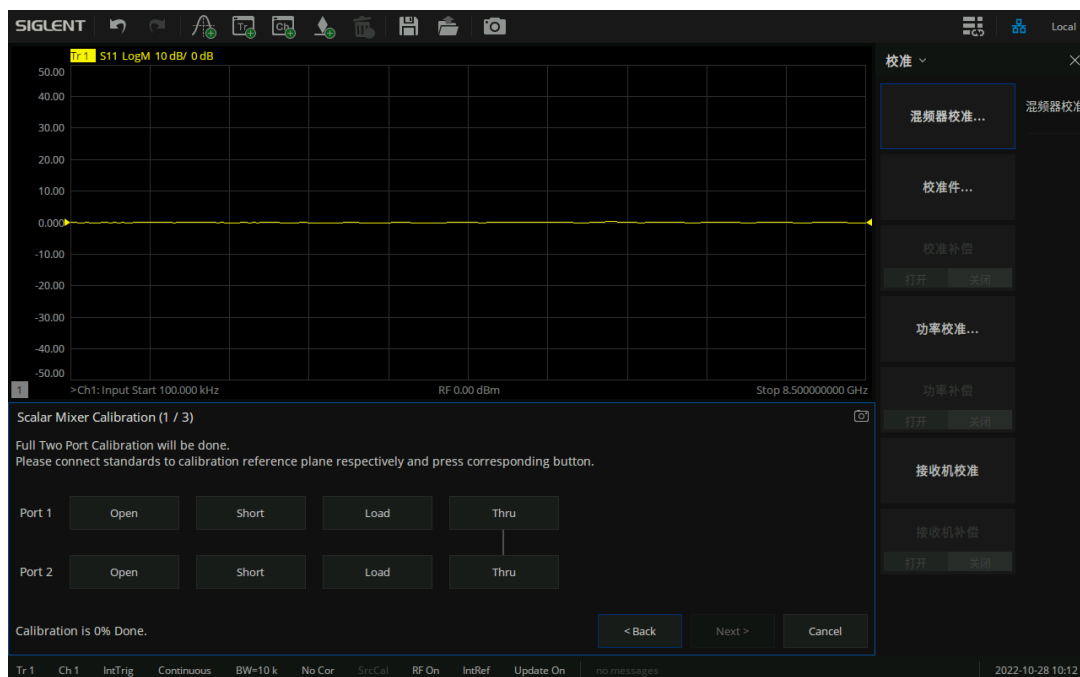 SIGLENT Tr Ch Local
Tr 1 S11 LogM 10 dB/ 0 dB
50.00
40.00
30.00
20.00
10.00
0.000
-10.00
-20.00
-30.00
-40.00
-50.00
1 >Ch1: Input Start 100.000 kHz RF 0.00 dBm Stop 8.500000000 GHz
Scalar Mixer Calibration (1 / 3)
Full Two Port Calibration will be done.
Please connect standards to calibration reference plane respectively and press corresponding button.
Port 1 Open Short Load Thru
Port 2 Open Short Load Thru
Calibration is 0% Done. < Back Next > Cancel
校准
混频器校准...
混频器校准
校准件...
校准补偿
打开 关闭
功率校准...
功率补偿
打开 关闭
接收机校准
接收机补偿
打开 关闭
Tr 1 Ch 1 IntTrig Continuous BW=10 k No Cor SrcCal RF On IntRef Update On no messages 2022-10-28 10:12